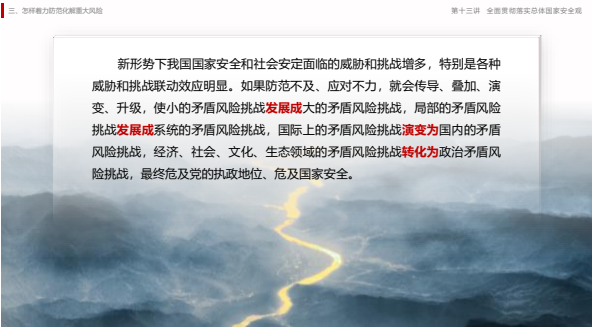 三、怎样着力防范化解重大风险
第十三讲 全面贯彻落实总体国家安全观
新形势下我国国家安全和社会安定面临的威胁和挑战增多，特别是各种
威胁和挑战联动效应明显。如果防范不及、应对不力，就会传导、叠加、演
变、升级，使小的矛盾风险挑战发展成大的矛盾风险挑战，局部的矛盾风险
挑战发展成系统的矛盾风险挑战，国际上的矛盾风险挑战演变为国内的矛盾
风险挑战，经济、社会、文化、生态领域的矛盾风险挑战转化为政治矛盾风
险挑战，最终危及党的执政地位、危及国家安全。